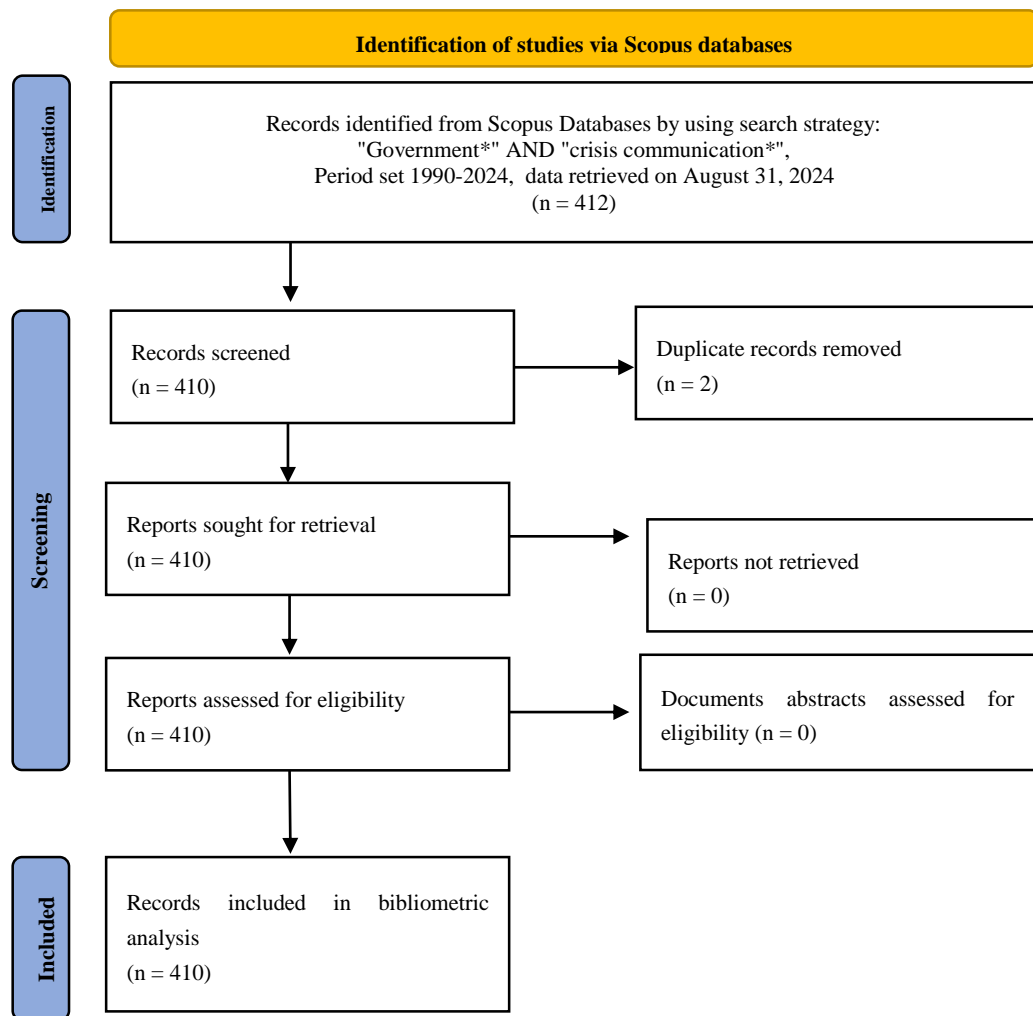 Identification of studies via Scopus databases
Identification
Records identified from Scopus Databases by using search strategy:
"Government*" AND "crisis communication*",
Period set 1990-2024, data retrieved on August 31, 2024
(n = 412)
Screening
Records screened
(n = 410)
Duplicate records removed
(n = 2)
Reports sought for retrieval
(n = 410)
Reports not retrieved
(n = 0)
Reports assessed for eligibility
(n = 410)
Documents abstracts assessed for
eligibility (n = 0)
Included
Records included in bibliometric
analysis
(n = 410)